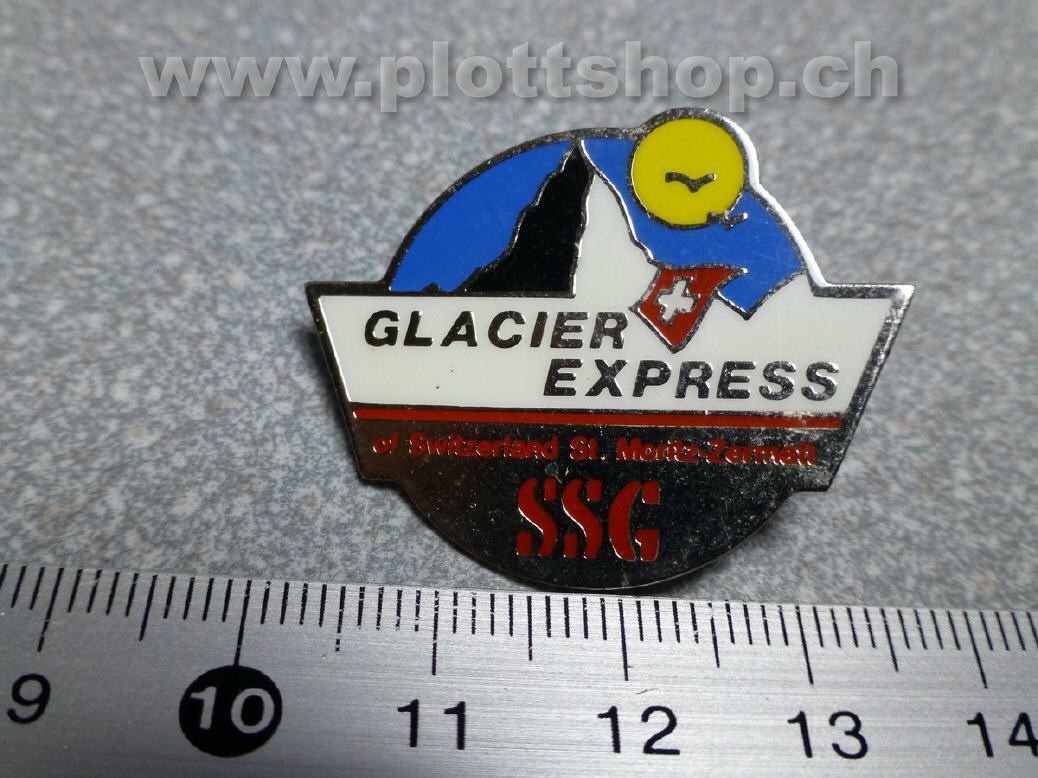 www.plottshop.ch
GLACIER
EXPRESS
of Switzerland St. Moritz-Zermatt
SSG
9 10 11 12 13 14